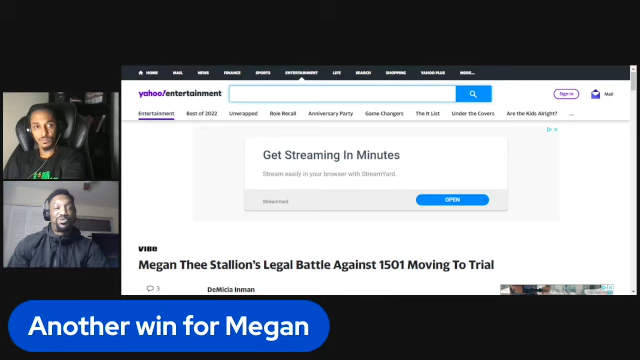 HOME MAIL NEWS FINANCE SPORTS ENTERTAINMENT LIFE SEARCH SHOPPING YAHOO PLUS MORE...
yahoo/entertainment
Sign in
Mail
Entertainment Best of 2022 Unwrapped Role Recall Anniversary Party Game Changers The It List Under the Covers Are the Kids Alright? ...
Get Streaming In Minutes
Stream easily in your browser with StreamYard.
StreamYard
OPEN
VIBE
Megan Thee Stallion's Legal Battle Against 1501 Moving To Trial
3
DeMicia Inman
Another win for Megan